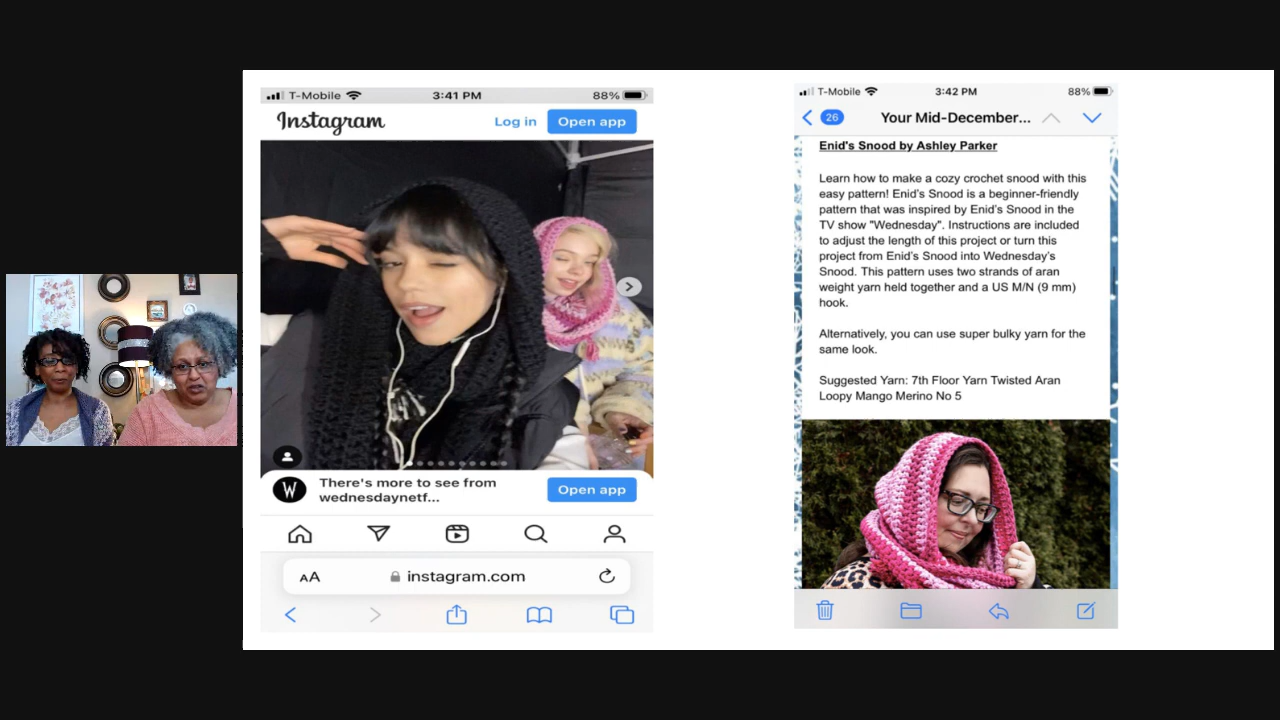 T-Mobile 3:41 PM 88%
Instagram Log in Open app
There's more to see from
wednesdaynetf...
Open app
W
AA instagram.com
T-Mobile 3:42 PM 88%
26 Your Mid-December...
Enid's Snood by Ashley Parker
Learn how to make a cozy crochet snood with this
easy pattern! Enid's Snood is a beginner-friendly
pattern that was inspired by Enid's Snood in the
TV show "Wednesday". Instructions are included
to adjust the length of this project or turn this
project from Enid's Snood into Wednesday's
Snood. This pattern uses two strands of aran
weight yarn held together and a US M/N (9 mm)
hook.
Alternatively, you can use super bulky yarn for the
same look.
Suggested Yarn: 7th Floor Yarn Twisted Aran
Loopy Mango Merino No 5